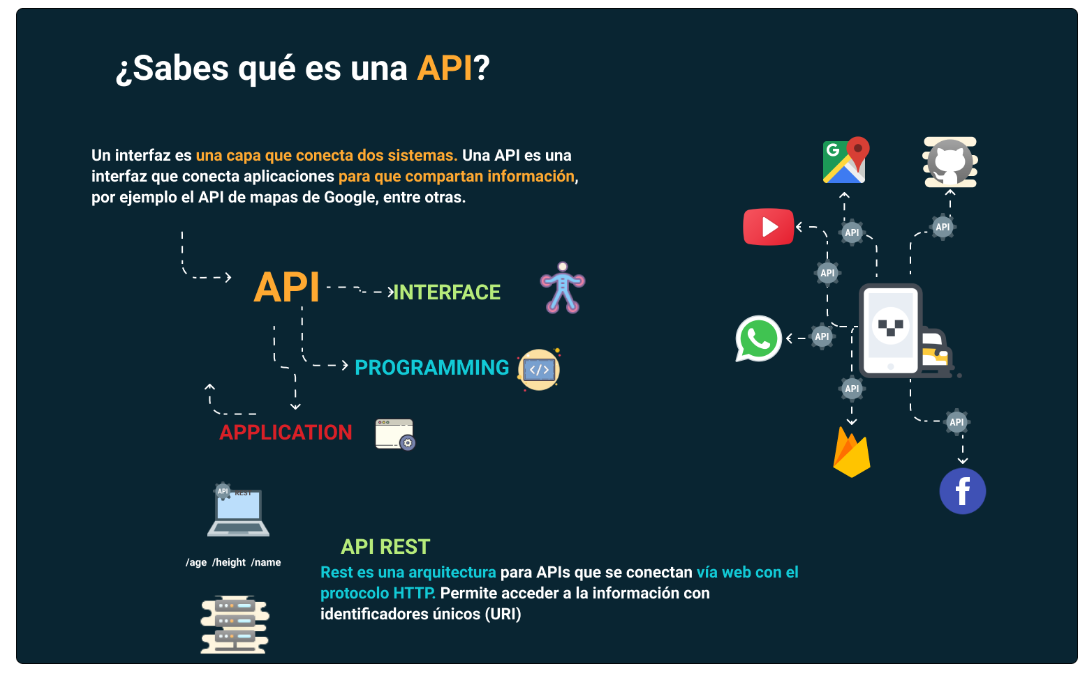 ¿Sabes qué es una API?
Un interfaz es una capa que conecta dos sistemas. Una API es una
interfaz que conecta aplicaciones para que compartan información,
por ejemplo el API de mapas de Google, entre otras.
API
INTERFACE
PROGRAMMING
</>
APPLICATION
API
REST
/age /height /name
API REST
Rest es una arquitectura para APIs que se conectan vía web con el
protocolo HTTP. Permite acceder a la información con
identificadores únicos (URI)
G
API
API
API
API
API
API
f